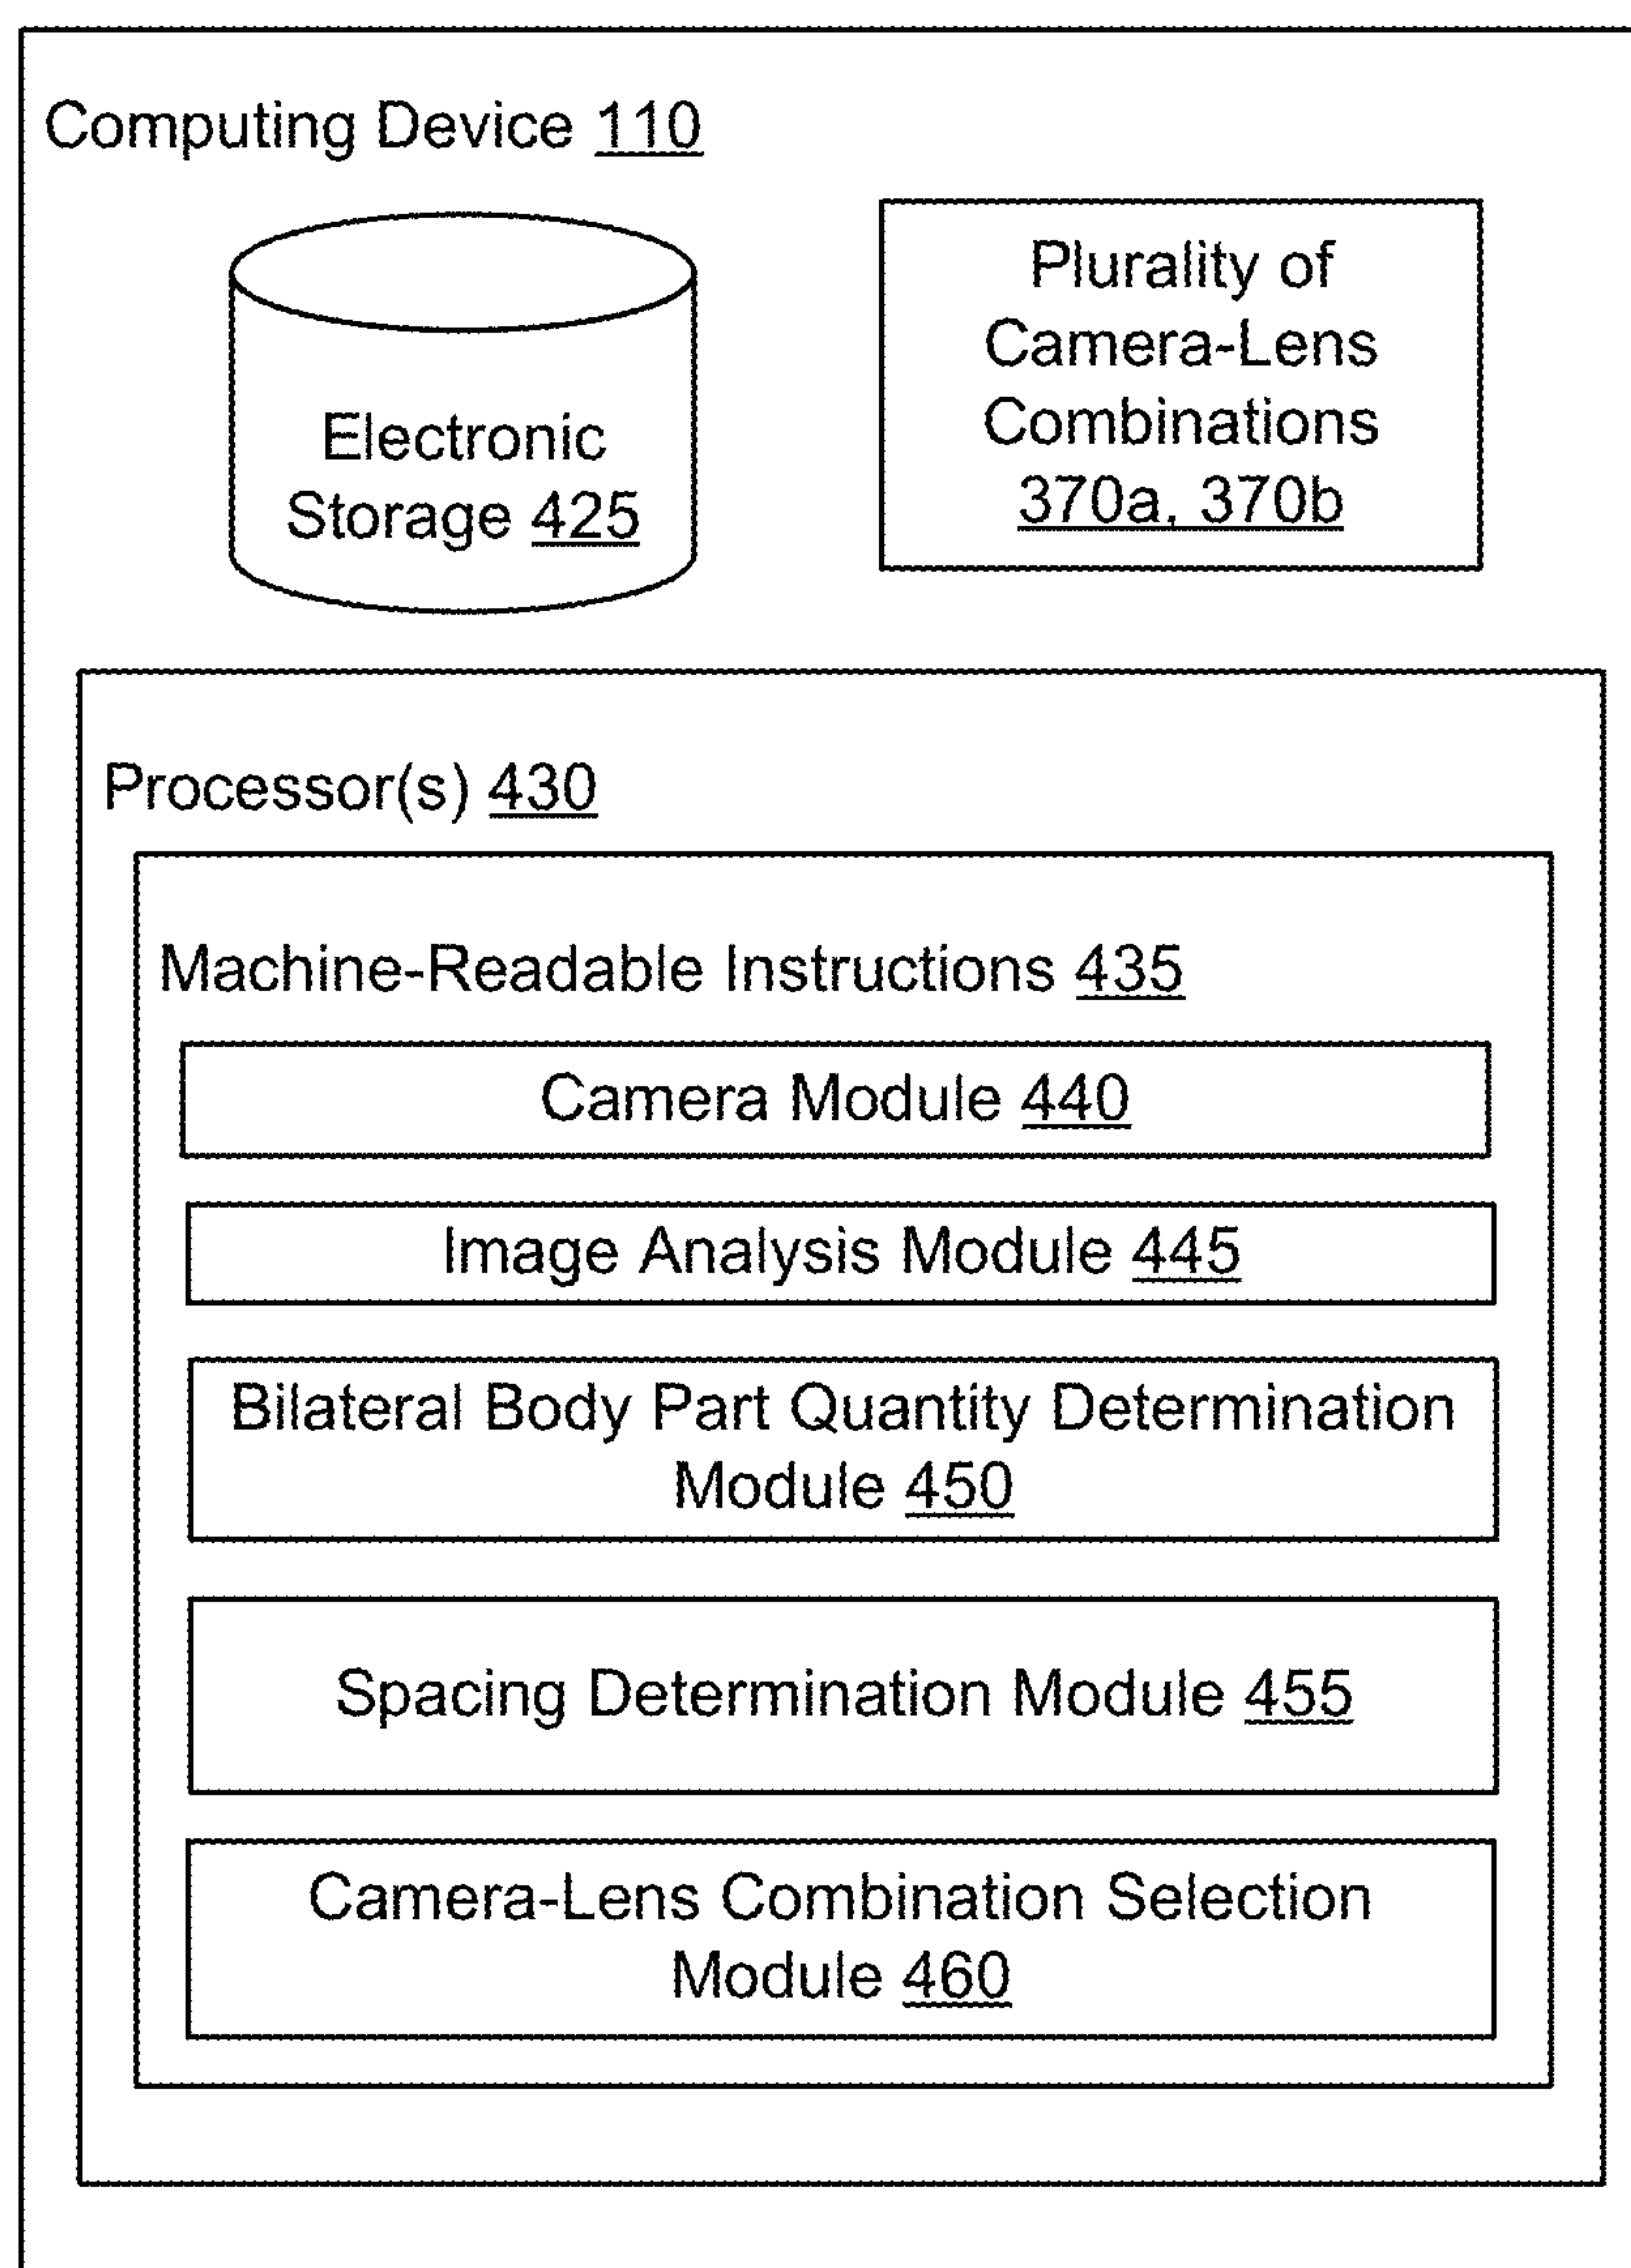 Computing Device 110
Electronic
Storage 425
Plurality of
Camera-Lens
Combinations
370a, 370b
Processor(s) 430
Machine-Readable Instructions 435
Camera Module 440
Image Analysis Module 445
Bilateral Body Part Quantity Determination
Module 450
Spacing Determination Module 455
Camera-Lens Combination Selection
Module 460